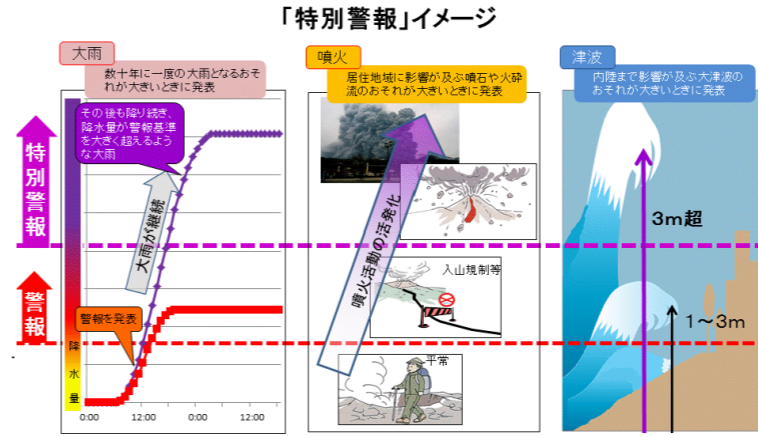 「特別警報」イメージ
大雨
数十年に一度の大雨となるおそ
れが大きいときに発表
その後も降り続き、
降水量が警報基準
を大きく超えるよう
な大雨
大雨が継続
警報を発表
降水量
0:00 12:00 0:00 12:00
特別警報
警報
噴火
居住地域に影響が及ぶ噴石や火砕
流のおそれが大きいときに発表
噴火活動の活発化
入山規制等
平常
津波
内陸まで影響が及ぶ大津波の
おそれが大きいときに発表
3m超
1～3m